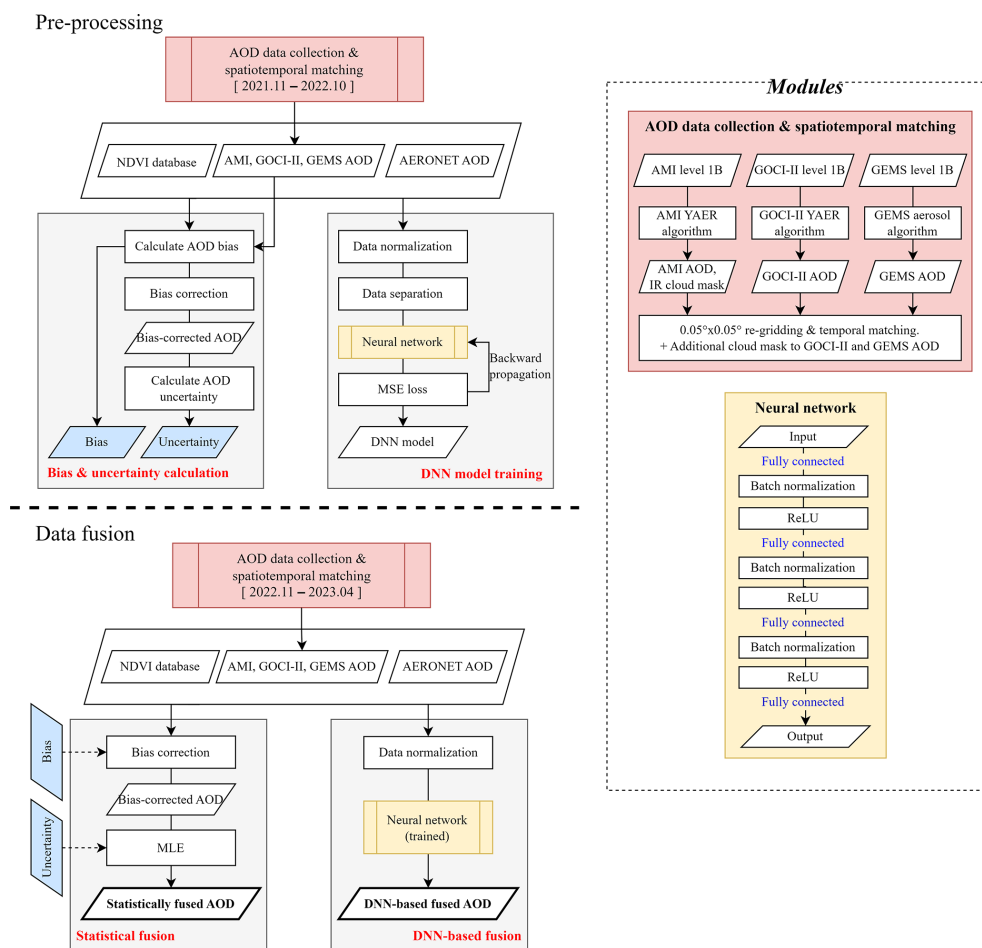 Pre-processing
AOD data collection &
spatiotemporal matching
[ 2021.11 – 2022.10 ]
NDVI database
AMI, GOCI-II, GEMS AOD
AERONET AOD
Calculate AOD bias
Bias correction
Bias-corrected AOD
Calculate AOD
uncertainty
Bias
Uncertainty
Bias & uncertainty calculation
Data normalization
Data separation
Neural network
Backward
propagation
MSE loss
DNN model
DNN model training
Data fusion
AOD data collection &
spatiotemporal matching
[ 2022.11 – 2023.04 ]
NDVI database
AMI, GOCI-II, GEMS AOD
AERONET AOD
Bias
Uncertainty
Bias correction
Bias-corrected AOD
MLE
Statistically fused AOD
Statistical fusion
Data normalization
Neural network
(trained)
DNN-based fused AOD
DNN-based fusion
Modules
AOD data collection & spatiotemporal matching
AMI level 1B
GOCI-II level 1B
GEMS level 1B
AMI YAER
algorithm
GOCI-II YAER
algorithm
GEMS aerosol
algorithm
AMI AOD,
IR cloud mask
GOCI-II AOD
GEMS AOD
0.05°x0.05° re-gridding & temporal matching.
+ Additional cloud mask to GOCI-II and GEMS AOD
Neural network
Input
Fully connected
Batch normalization
ReLU
Fully connected
Batch normalization
ReLU
Fully connected
Batch normalization
ReLU
Fully connected
Output